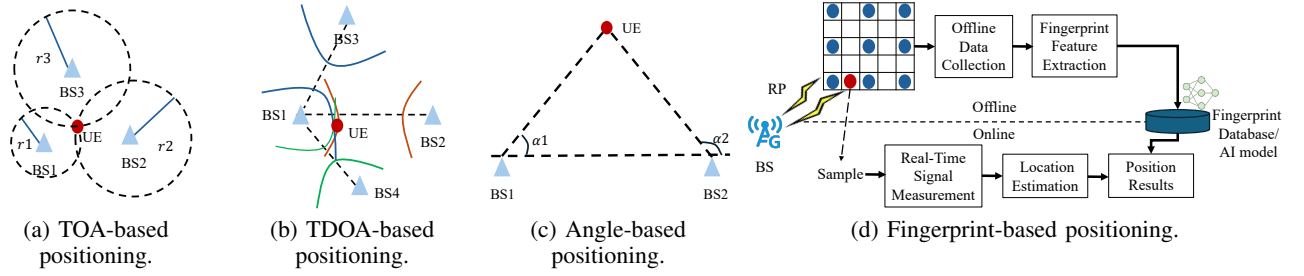 r3
BS3
UE
r1
BS1
r2
BS2
(a) TOA-based
positioning.
BS3
BS1
UE
BS2
BS4
(b) TDOA-based
positioning.
UE
α1
α2
BS1
BS2
(c) Angle-based
positioning.
Offline
Data
Collection
Fingerprint
Feature
Extraction
RP
Offline
Online
BS
FG
Fingerprint
Database/
AI model
Sample
Real-Time
Signal
Measurement
Location
Estimation
Position
Results
(d) Fingerprint-based positioning.